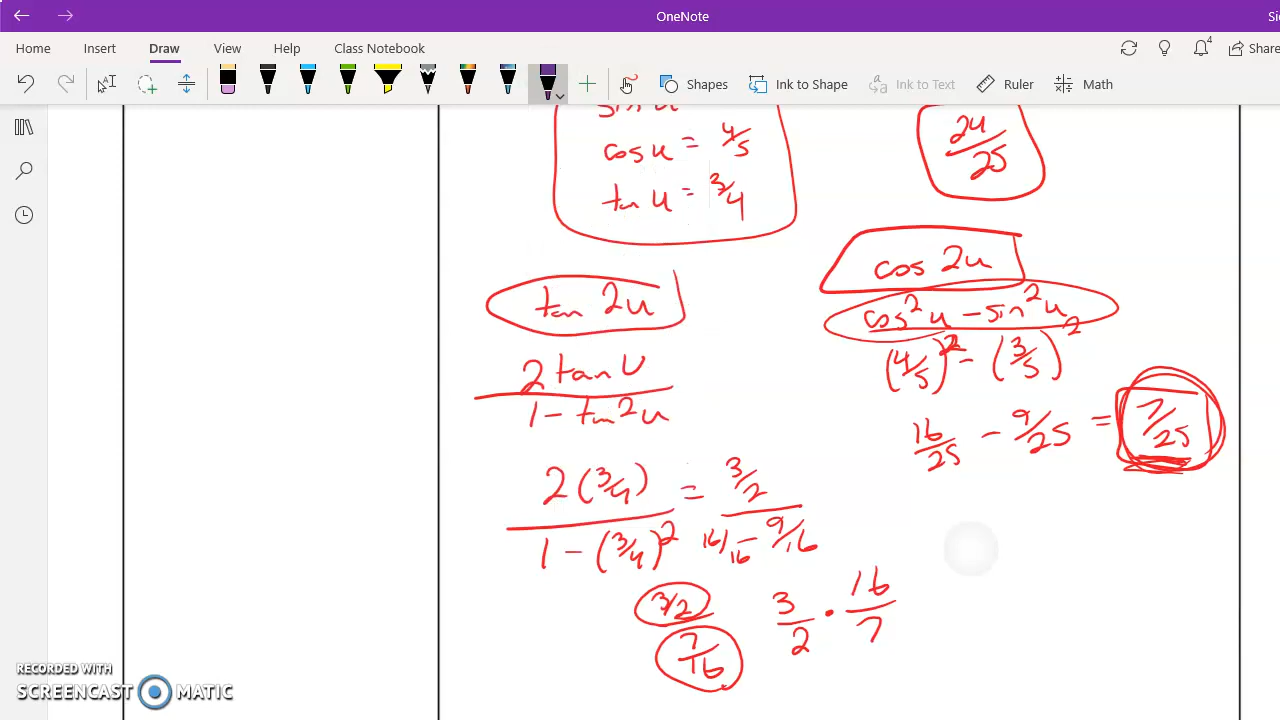 OneNote
Si
Home Insert Draw View Help Class Notebook
4 Share
Shapes Ink to Shape Ink to Text Ruler Math
sin u
cos u = 4/5
tan u = 3/4
24/25
tan 2u
2 tan u
1 - tan²u
2(3/4) = 3/2
1 - (3/4)² 16/16 - 9/16
3/2
7/16
3/2 · 16/7
cos 2u
cos²u - sin²u
(4/5)² - (3/5)²
16/25 - 9/25 = 7/25
RECORDED WITH
SCREENCAST MATIC